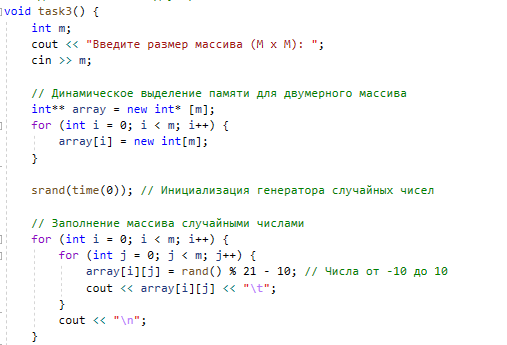 void task3() {
    int m;
    cout << "Введите размер массива (M x M): ";
    cin >> m;

    // Динамическое выделение памяти для двумерного массива
    int** array = new int* [m];
    for (int i = 0; i < m; i++) {
        array[i] = new int[m];
    }

    srand(time(0)); // Инициализация генератора случайных чисел

    // Заполнение массива случайными числами
    for (int i = 0; i < m; i++) {
        for (int j = 0; j < m; j++) {
            array[i][j] = rand() % 21 - 10; // Числа от -10 до 10
            cout << array[i][j] << "\t";
        }
        cout << "\n";
    }